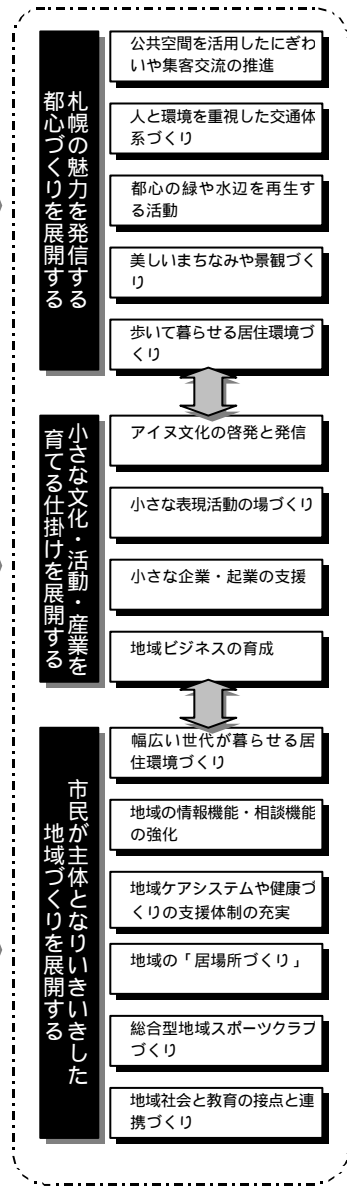 札幌の魅力を発信する
都心づくりを展開する
公共空間を活用したにぎわ
いや集客交流の推進
人と環境を重視した交通体
系づくり
都心の緑や水辺を再生す
る活動
美しいまちなみや景観づく
り
歩いて暮らせる居住環境づ
くり
小さな文化・活動・産業を
育てる仕掛けを展開する
アイヌ文化の啓発と発信
小さな表現活動の場づくり
小さな企業・起業の支援
地域ビジネスの育成
市民が主体となりいきいきした
地域づくりを展開する
幅広い世代が暮らせる居
住環境づくり
地域の情報機能・相談機能
の強化
地域ケアシステムや健康づ
くりの支援体制の充実
地域の「居場所づくり」
総合型地域スポーツクラブ
づくり
地域社会と教育の接点と連
携づくり